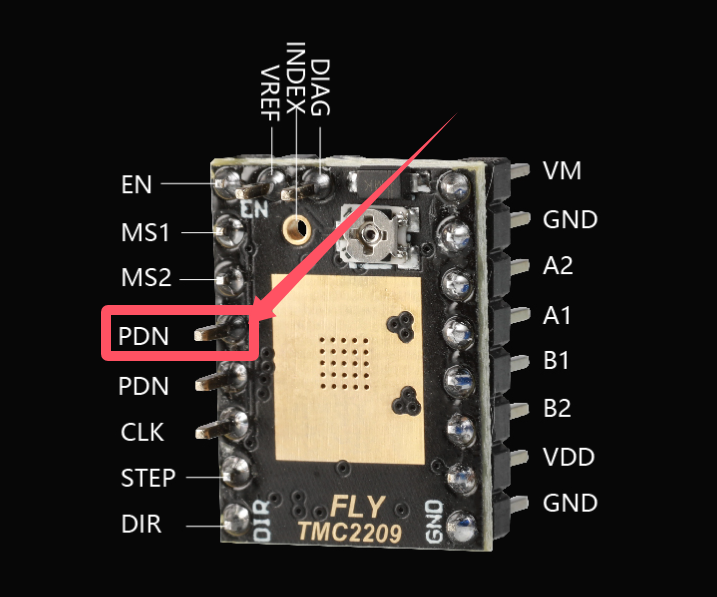 DIAG
INDEX
VREF
EN
MS1
MS2
PDN
PDN
CLK
STEP
DIR
EN
DIR
FLY
TMC2209
GND
VM
GND
A2
A1
B1
B2
VDD
GND